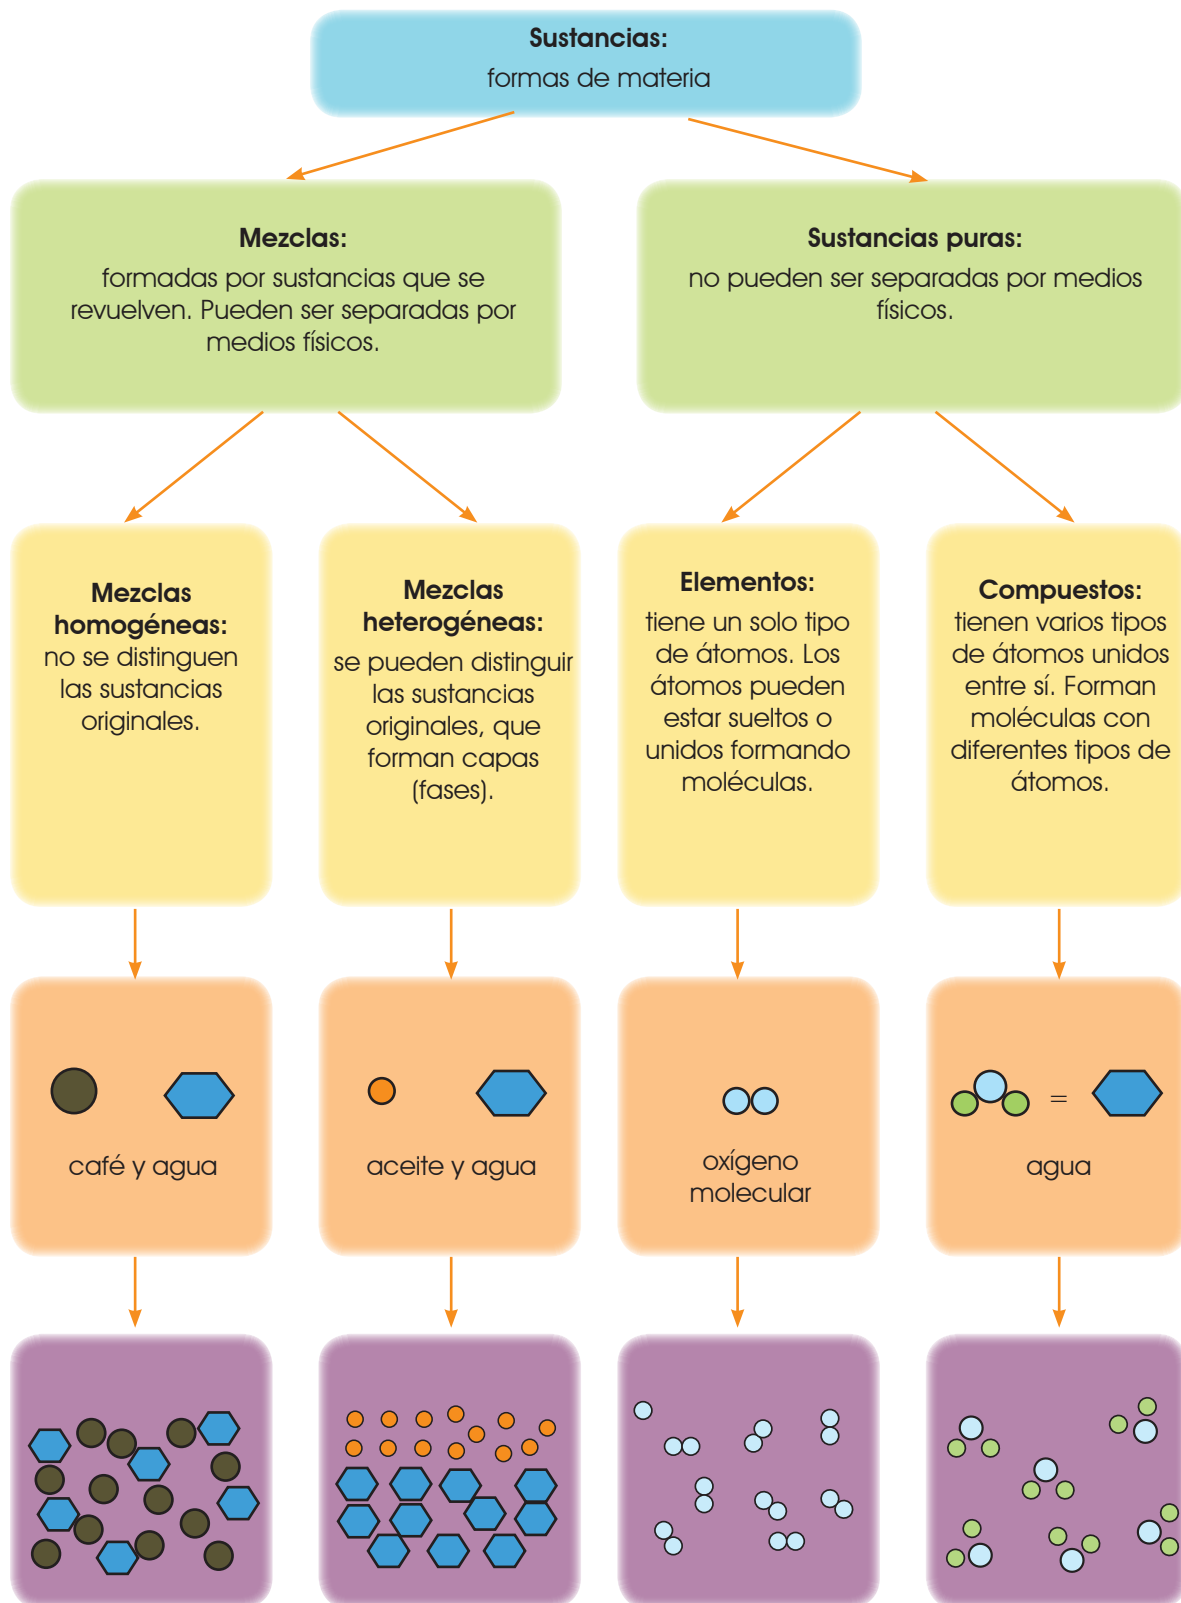 Sustancias:
formas de materia
Mezclas:
formadas por sustancias que se
revuelven. Pueden ser separadas por
medios físicos.
Sustancias puras:
no pueden ser separadas por medios
físicos.
Mezclas
homogéneas:
no se distinguen
las sustancias
originales.
Mezclas
heterogéneas:
se pueden distinguir
las sustancias
originales, que
forman capas
(fases).
Elementos:
tiene un solo tipo
de átomos. Los
átomos pueden
estar sueltos o
unidos formando
moléculas.
Compuestos:
tienen varios tipos
de átomos unidos
entre sí. Forman
moléculas con
diferentes tipos de
átomos.
café y agua
aceite y agua
oxígeno
molecular
=
agua